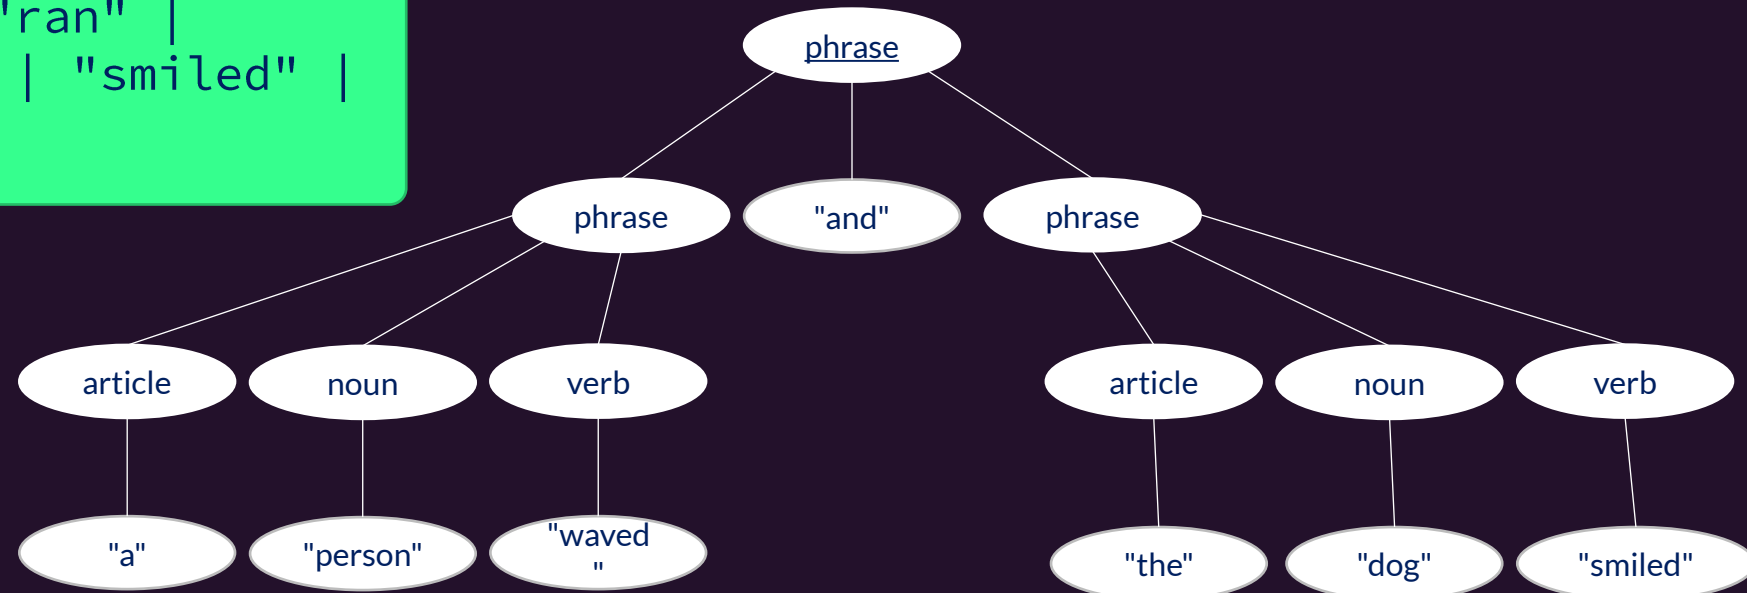 "ran" |
| "smiled" |
phrase
phrase
"and"
phrase
article
noun
verb
article
noun
verb
"a"
"person"
"waved
"
"the"
"dog"
"smiled"